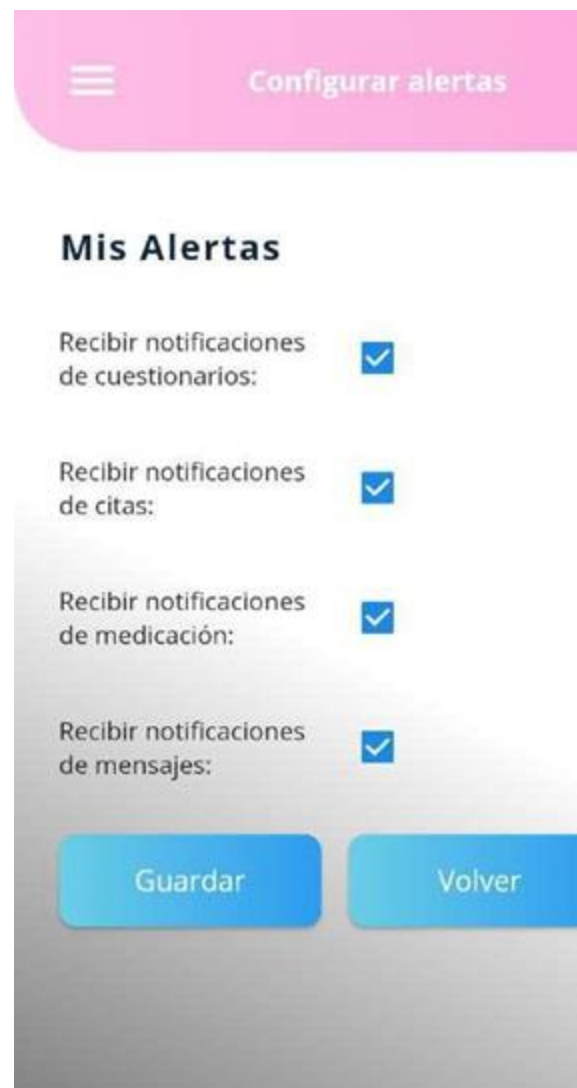 Configurar alertas
Mis Alertas
Recibir notificaciones
de cuestionarios:
Recibir notificaciones
de citas:
Recibir notificaciones
de medicación:
Recibir notificaciones
de mensajes:
Guardar
Volver